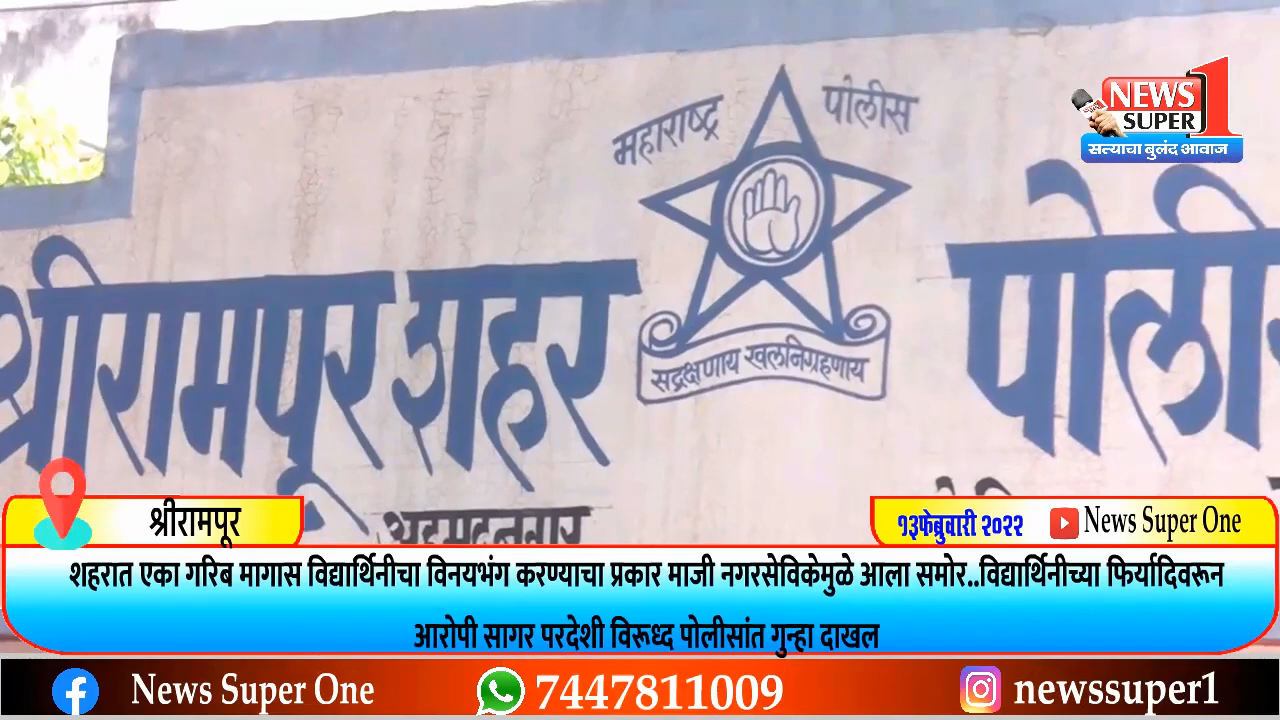 NEWS
SUPER 1
सत्याचा बुलंद आवाज
महाराष्ट्र पोलीस
श्रीरामपूर शहर
सद्रक्षणाय खलनिग्रहणाय
अहमदनगर
श्रीरामपूर
१३फेब्रुवारी २०२२ News Super One
शहरात एका गरिब मागास विद्यार्थिनीचा विनयभंग करण्याचा प्रकार माजी नगरसेविकेमुळे आला समोर..विद्यार्थिनीच्या फिर्यादिवरून
आरोपी सागर परदेशी विरूध्द पोलीसांत गुन्हा दाखल
News Super One 7447811009 newssuper1